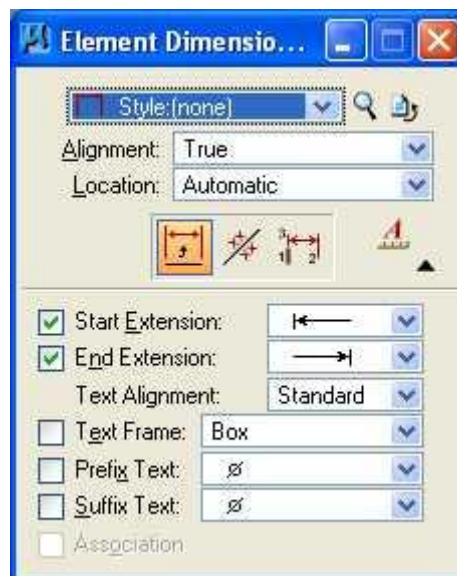 Element Dimensio...
Style:(none)
Alignment: True
Location: Automatic
Start Extension:
End Extension:
Text Alignment: Standard
Text Frame: Box
Prefix Text: ø
Suffix Text: ø
Association